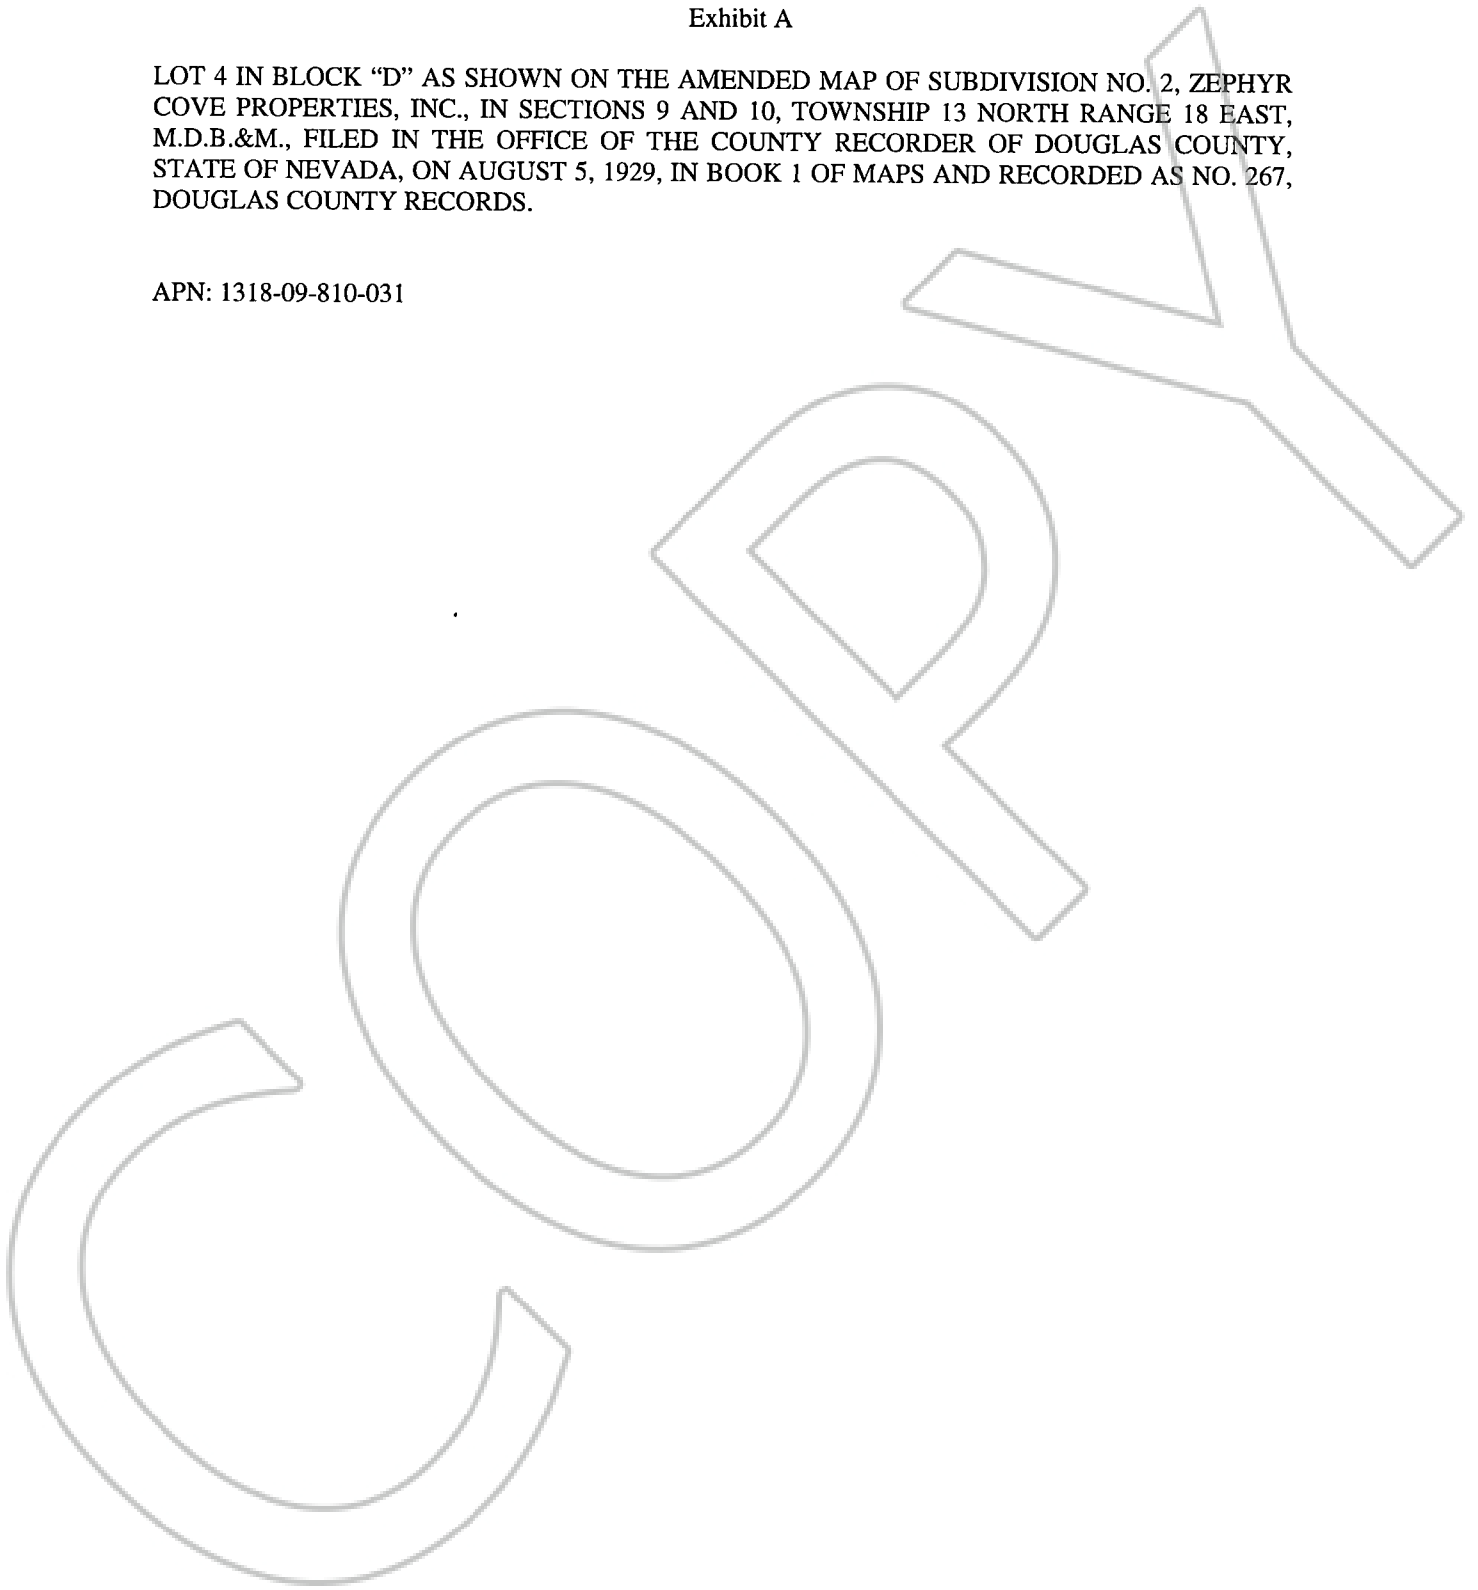 Exhibit A
LOT 4 IN BLOCK “D” AS SHOWN ON THE AMENDED MAP OF SUBDIVISION NO. 2, ZEPHYR
COVE PROPERTIES, INC., IN SECTIONS 9 AND 10, TOWNSHIP 13 NORTH RANGE 18 EAST,
M.D.B.&M., FILED IN THE OFFICE OF THE COUNTY RECORDER OF DOUGLAS COUNTY,
STATE OF NEVADA, ON AUGUST 5, 1929, IN BOOK 1 OF MAPS AND RECORDED AS NO. 267,
DOUGLAS COUNTY RECORDS.
APN: 1318-09-810-031
COPY